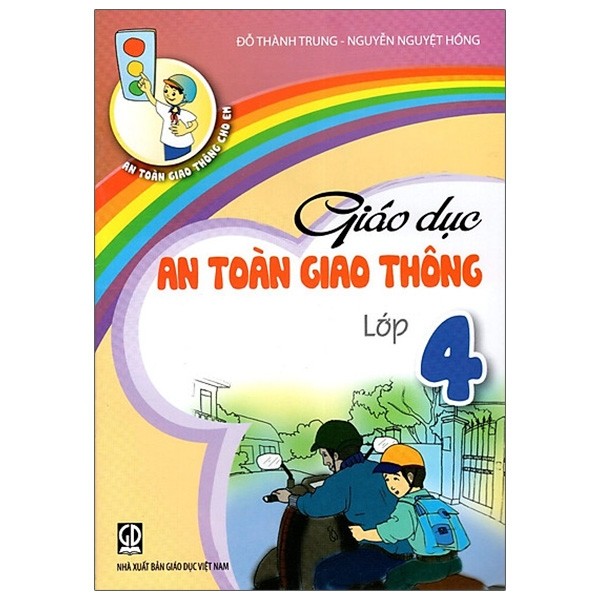 ĐỖ THÀNH TRUNG - NGUYỄN NGUYỆT HỒNG
AN TOÀN GIAO THÔNG CHO EM
Giáo dục
AN TOÀN GIAO THÔNG
Lớp 4
GD
NHÀ XUẤT BẢN GIÁO DỤC VIỆT NAM